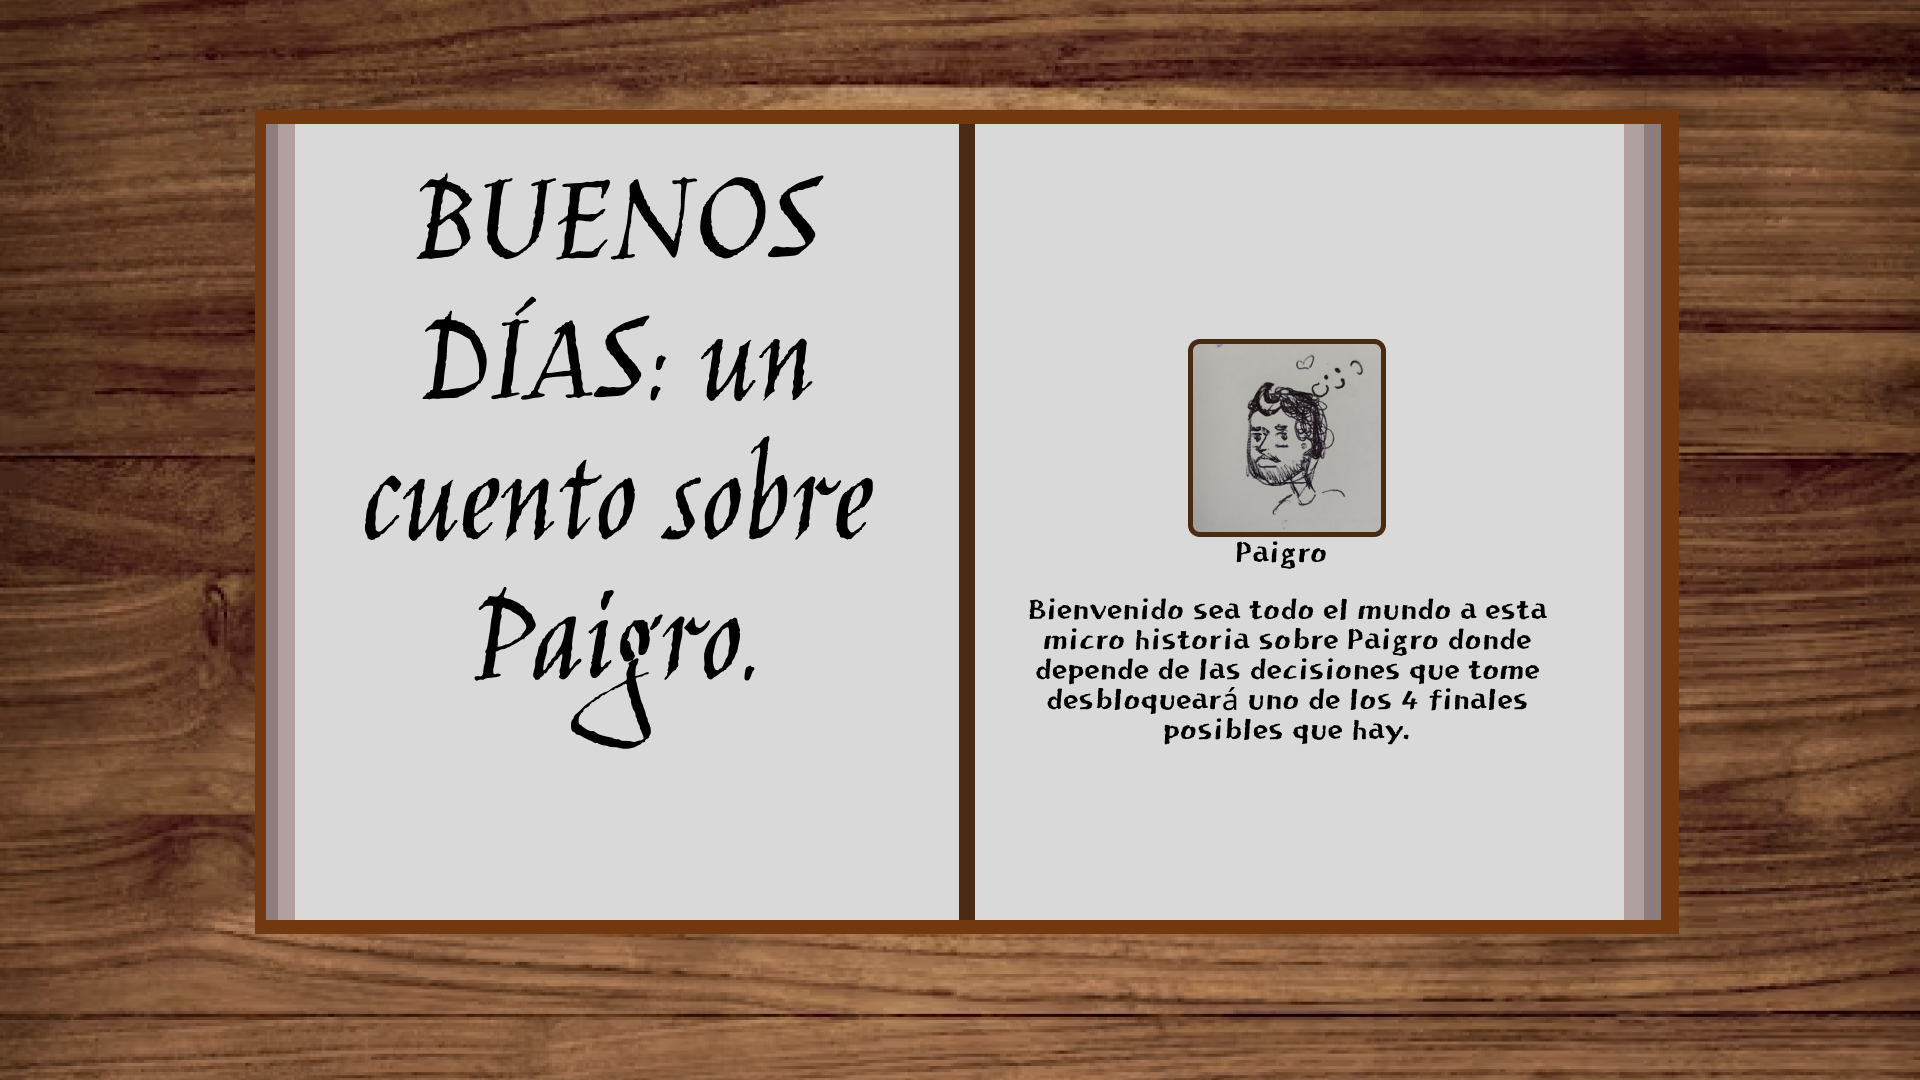 BUENOS
DÍAS: un
cuento sobre
Paigro.
Paigro
Bienvenido sea todo el mundo a esta
micro historia sobre Paigro donde
depende de las decisiones que tome
desbloqueará uno de los 4 finales
posibles que hay.